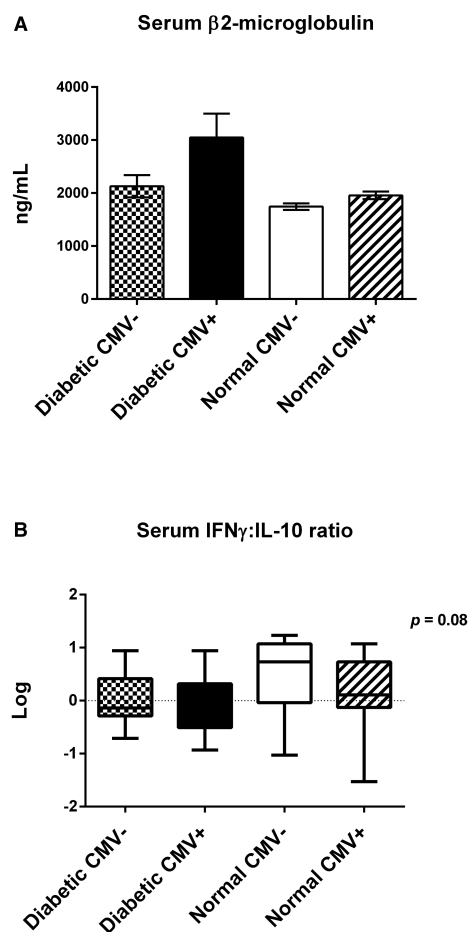 A
Serum β2-microglobulin
4000
3000
2000
1000
0
ng/mL
Diabetic CMV-
Diabetic CMV+
Normal CMV-
Normal CMV+
B
Serum IFNγ:IL-10 ratio
2
1
0
-1
-2
Log
p = 0.08
Diabetic CMV-
Diabetic CMV+
Normal CMV-
Normal CMV+